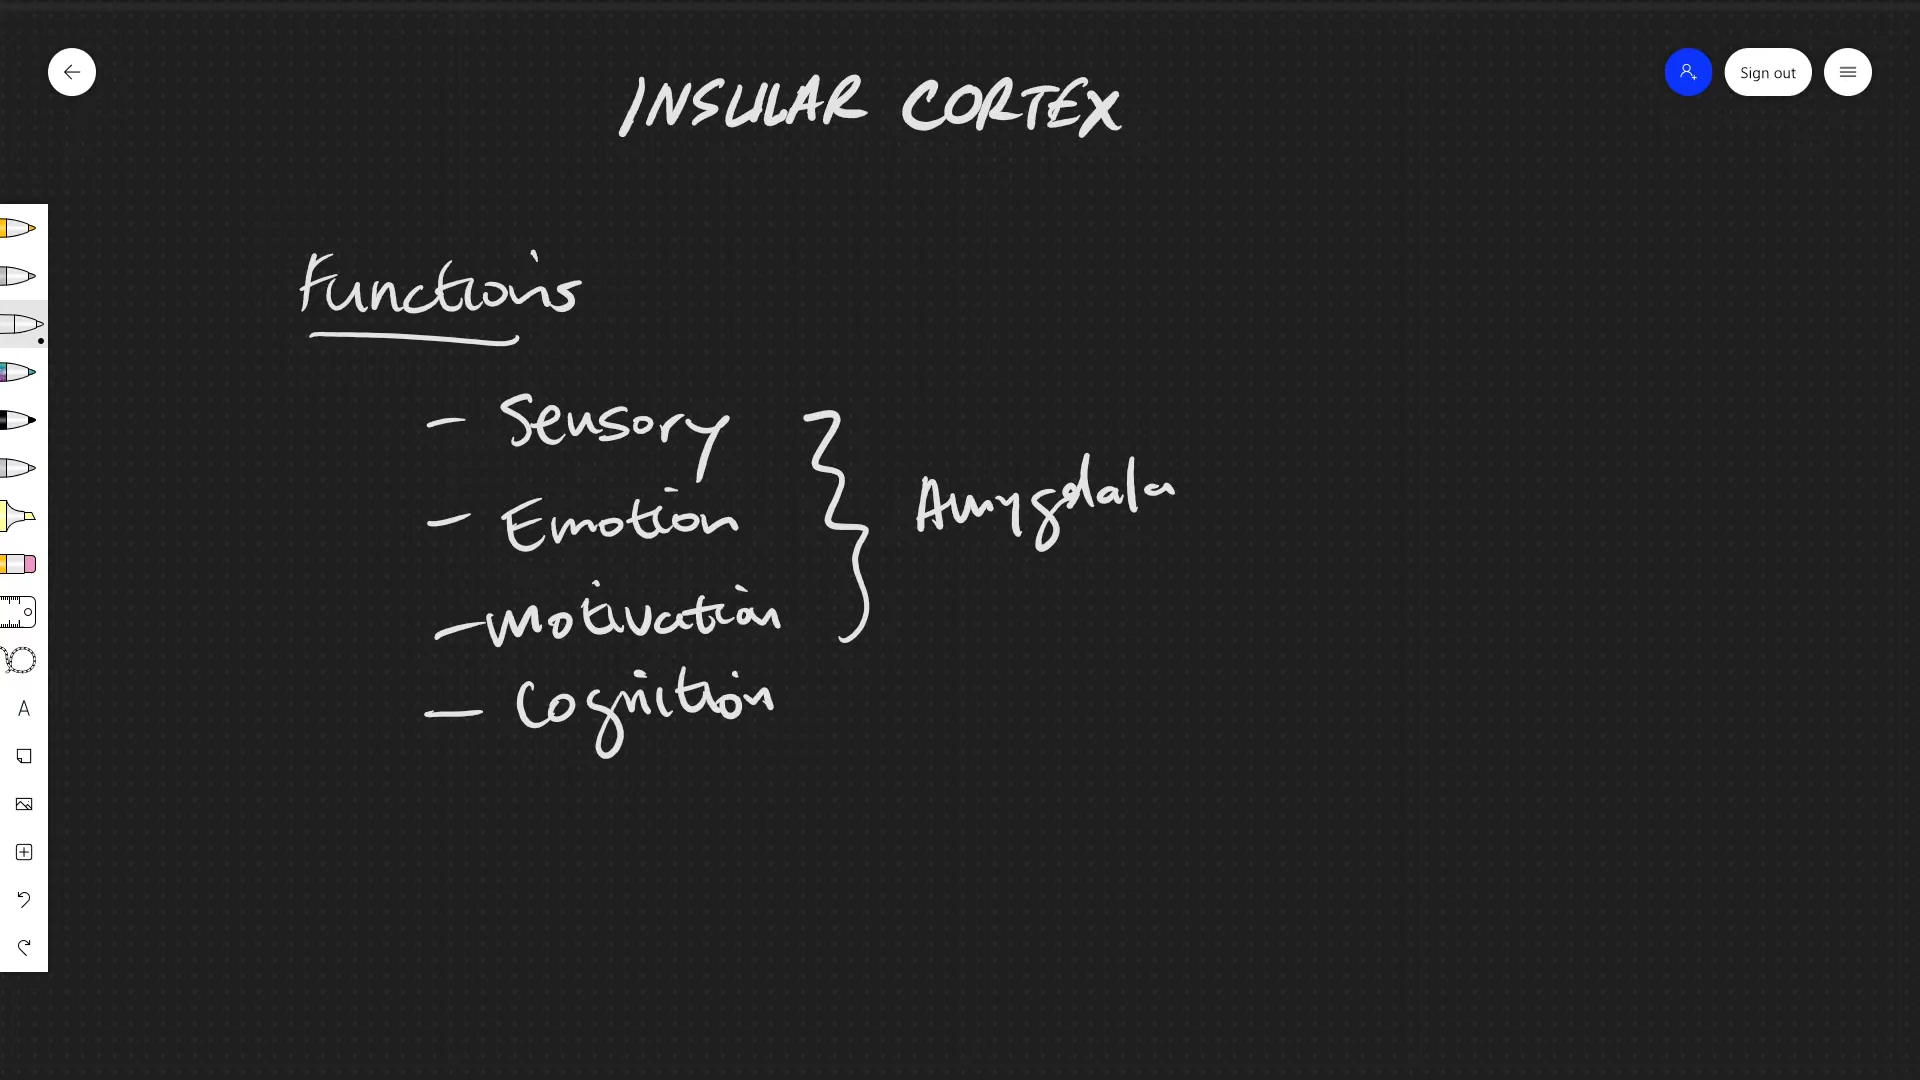 INSULAR CORTEX
Sign out
Functions
- Sensory
- Emotion
Amygdala
- Motivation
- Cognition
A